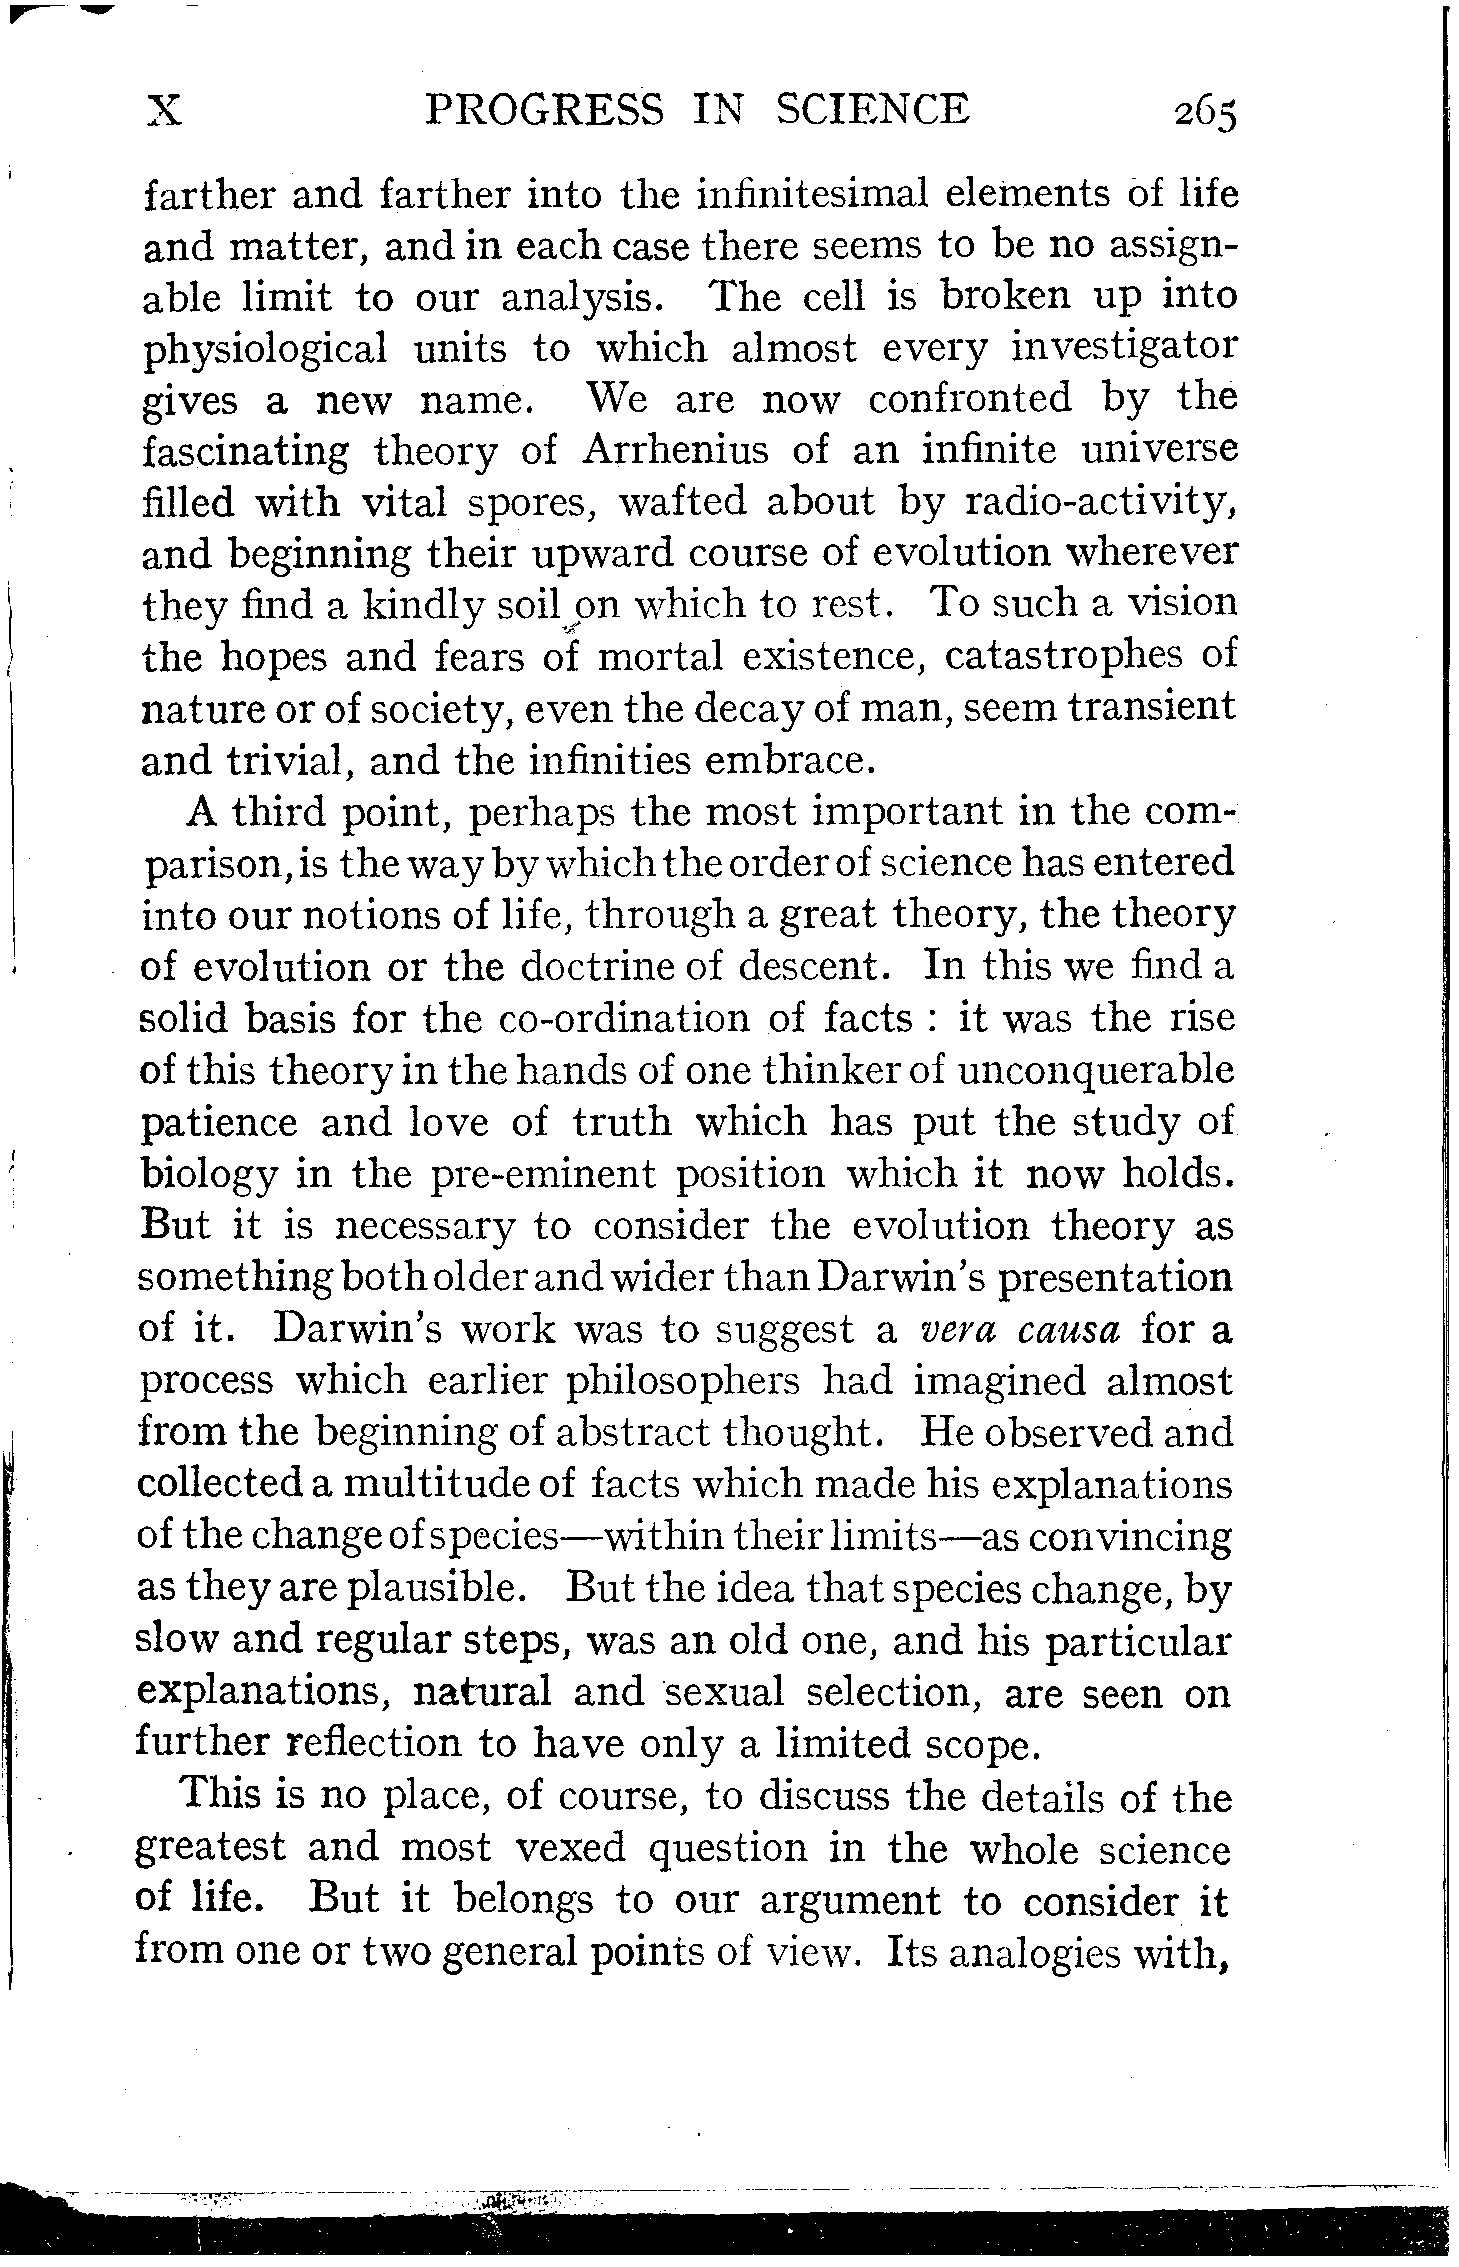 X PROGRESS IN SCIENCE 265
farther and farther into the infinitesimal elements of life
and matter, and in each case there seems to be no assign-
able limit to our analysis. The cell is broken up into
physiological units to which almost every investigator
gives a new name. We are now confronted by the
fascinating theory of Arrhenius of an infinite universe
filled with vital spores, wafted about by radio-activity,
and beginning their upward course of evolution wherever
they find a kindly soil on which to rest. To such a vision
the hopes and fears of mortal existence, catastrophes of
nature or of society, even the decay of man, seem transient
and trivial, and the infinities embrace.
A third point, perhaps the most important in the com-
parison, is the way by which the order of science has entered
into our notions of life, through a great theory, the theory
of evolution or the doctrine of descent. In this we find a
solid basis for the co-ordination of facts : it was the rise
of this theory in the hands of one thinker of unconquerable
patience and love of truth which has put the study of
biology in the pre-eminent position which it now holds.
But it is necessary to consider the evolution theory as
something both older and wider than Darwin's presentation
of it. Darwin's work was to suggest a vera causa for a
process which earlier philosophers had imagined almost
from the beginning of abstract thought. He observed and
collected a multitude of facts which made his explanations
of the change of species—within their limits—as convincing
as they are plausible. But the idea that species change, by
slow and regular steps, was an old one, and his particular
explanations, natural and sexual selection, are seen on
further reflection to have only a limited scope.
This is no place, of course, to discuss the details of the
greatest and most vexed question in the whole science
of life. But it belongs to our argument to consider it
from one or two general points of view. Its analogies with,